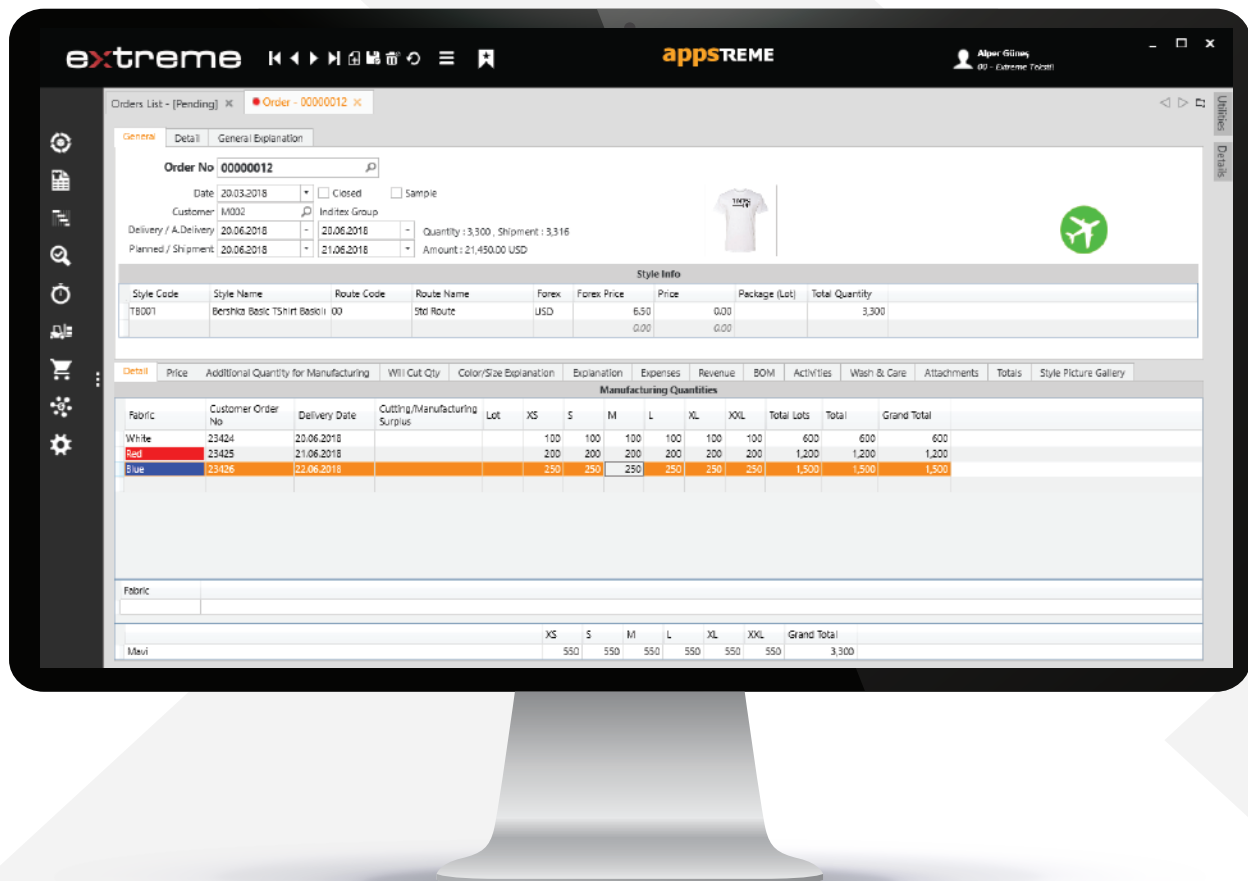 extreme
appsTREME
Alper Güneş
00 - Extreme Tekstil
Orders List - [Pending]
Order - 00000012
Utilities
Details
General Detail General Explanation
Order No 00000012
Date 20.03.2018 Closed Sample
Customer M002 Inditex Group
Delivery / A.Delivery 20.06.2018 20.06.2018 Quantity : 3,300 , Shipment : 3,316
Planned / Shipment 20.06.2018 21.06.2018 Amount : 21,450.00 USD
100%
Style Info
Style Code Style Name Route Code Route Name Forex Forex Price Price Package (Lot) Total Quantity
TB001 Bershka Basic TShirt 00 Std Route USD 6.50 0.00 3,300
0.00 0.00
Detail Price Additional Quantity for Manufacturing Will Cut Qty Color/Size Explanation Explanation Expenses Revenue BOM Activities Wash & Care Attachments Totals Style Picture Gallery
Manufacturing Quantities
Fabric Customer Order No Delivery Date Cutting/Manufacturing Surplus Lot XS S M L XL XXL Total Lots Total Grand Total
White 23424 20.06.2018 100 100 100 100 100 100 600 600 600
Red 23425 21.06.2018 200 200 200 200 200 200 1,200 1,200 1,200
Blue 23426 22.06.2018 250 250 250 250 250 250 1,500 1,500 1,500
Fabric
XS S M L XL XXL Grand Total
Mavi 550 550 550 550 550 550 3,300